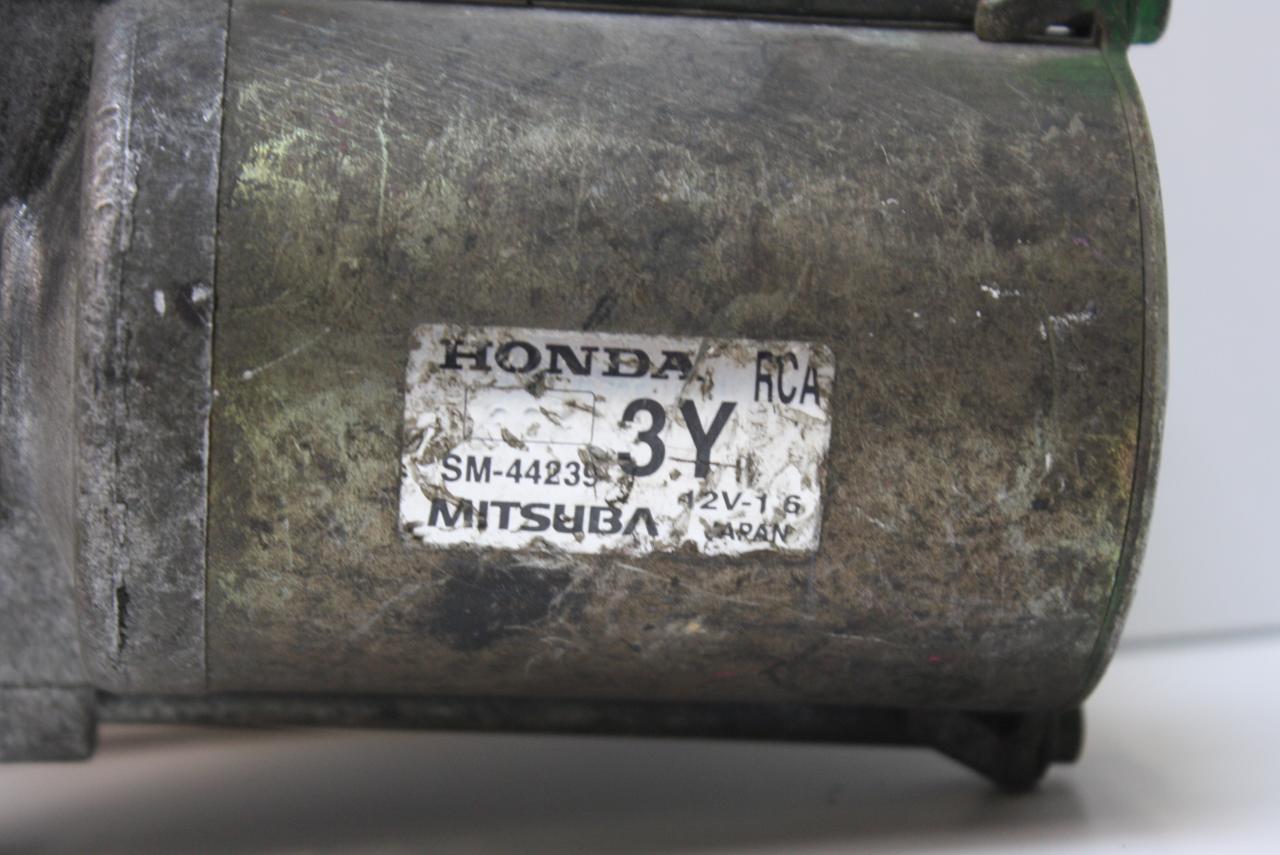 HONDA RCA
3Y
SM-44239
12V-1 6
MITSUBA JAPAN